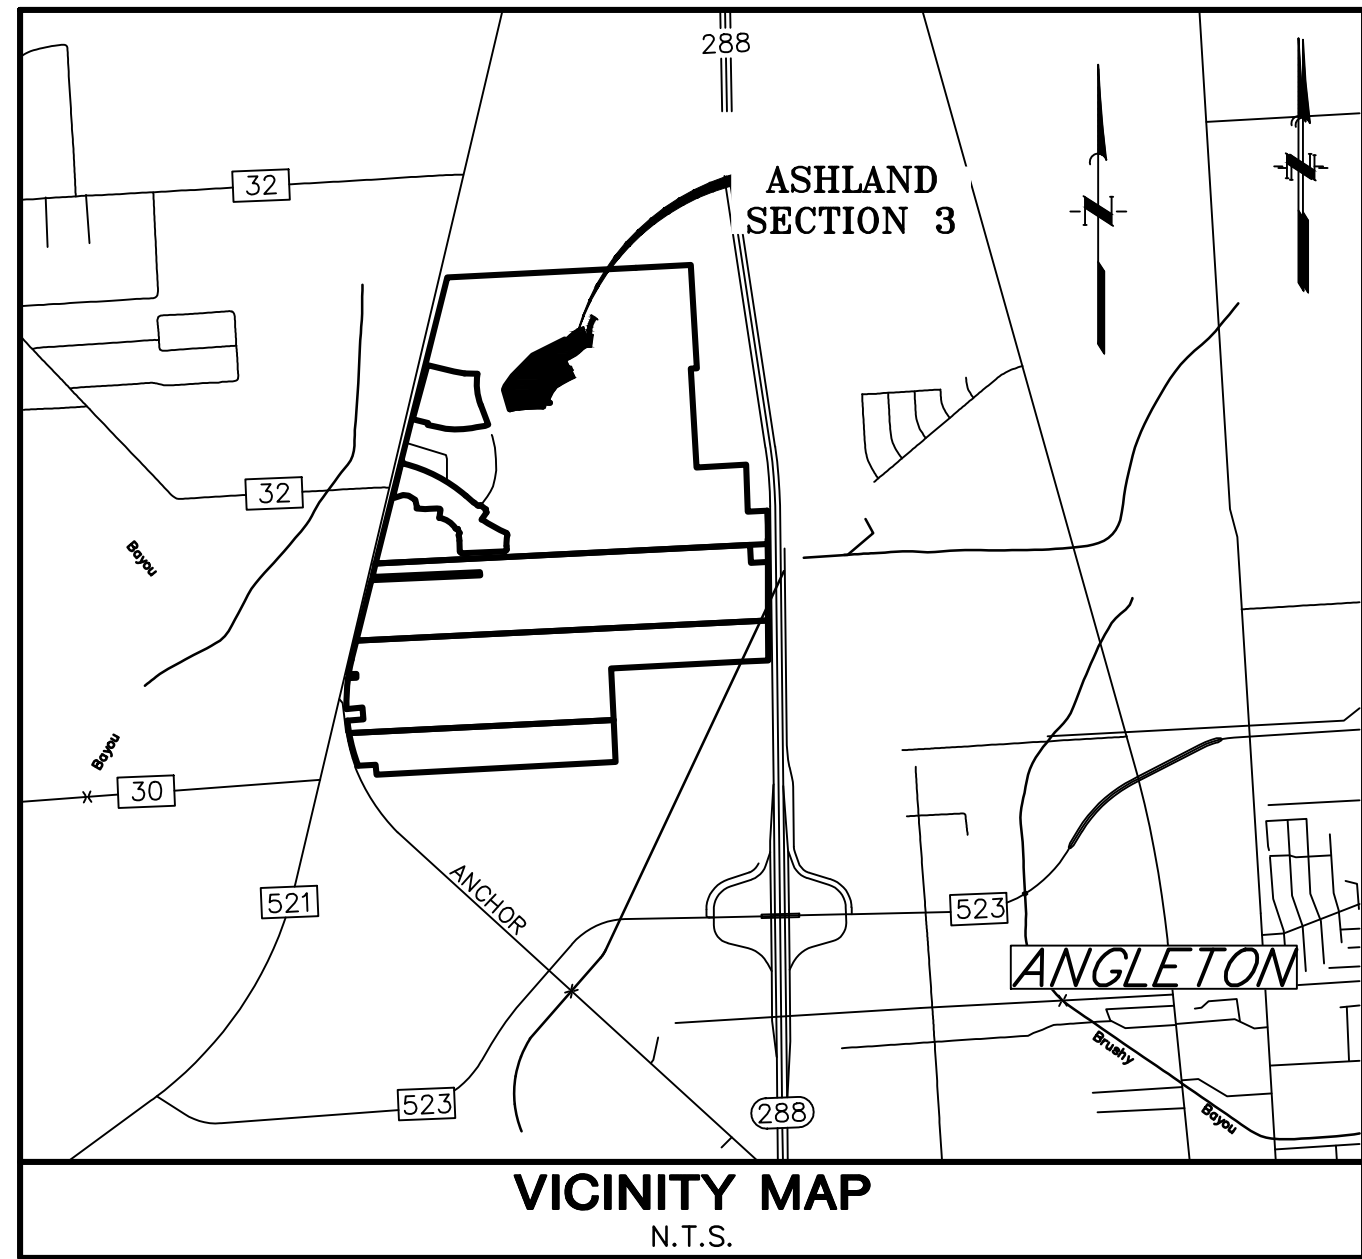 288
ASHLAND
SECTION 3
N
N
32
32
Bayou
Bayou
30
521
ANCHOR
523
ANGLETON
Brushy
Bayou
523
288
VICINITY MAP
N.T.S.